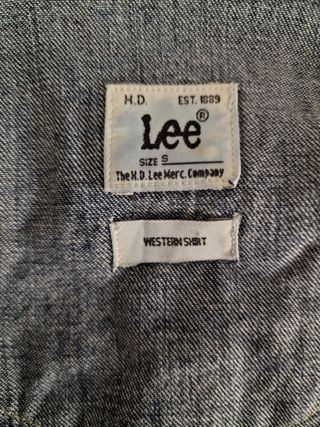 H.D. EST. 1889
Lee®
SIZE S
The H.D. Lee Merc. Company
WESTERN SHIRT